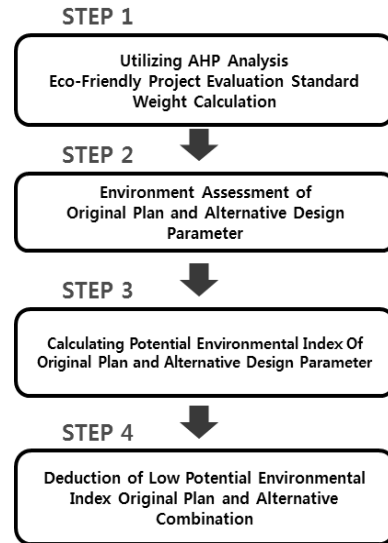 STEP 1
Utilizing AHP Analysis
Eco-Friendly Project Evaluation Standard
Weight Calculation
STEP 2
Environment Assessment of
Original Plan and Alternative Design
Parameter
STEP 3
Calculating Potential Environmental Index Of
Original Plan and Alternative Design Parameter
STEP 4
Deduction of Low Potential Environmental
Index Original Plan and Alternative
Combination